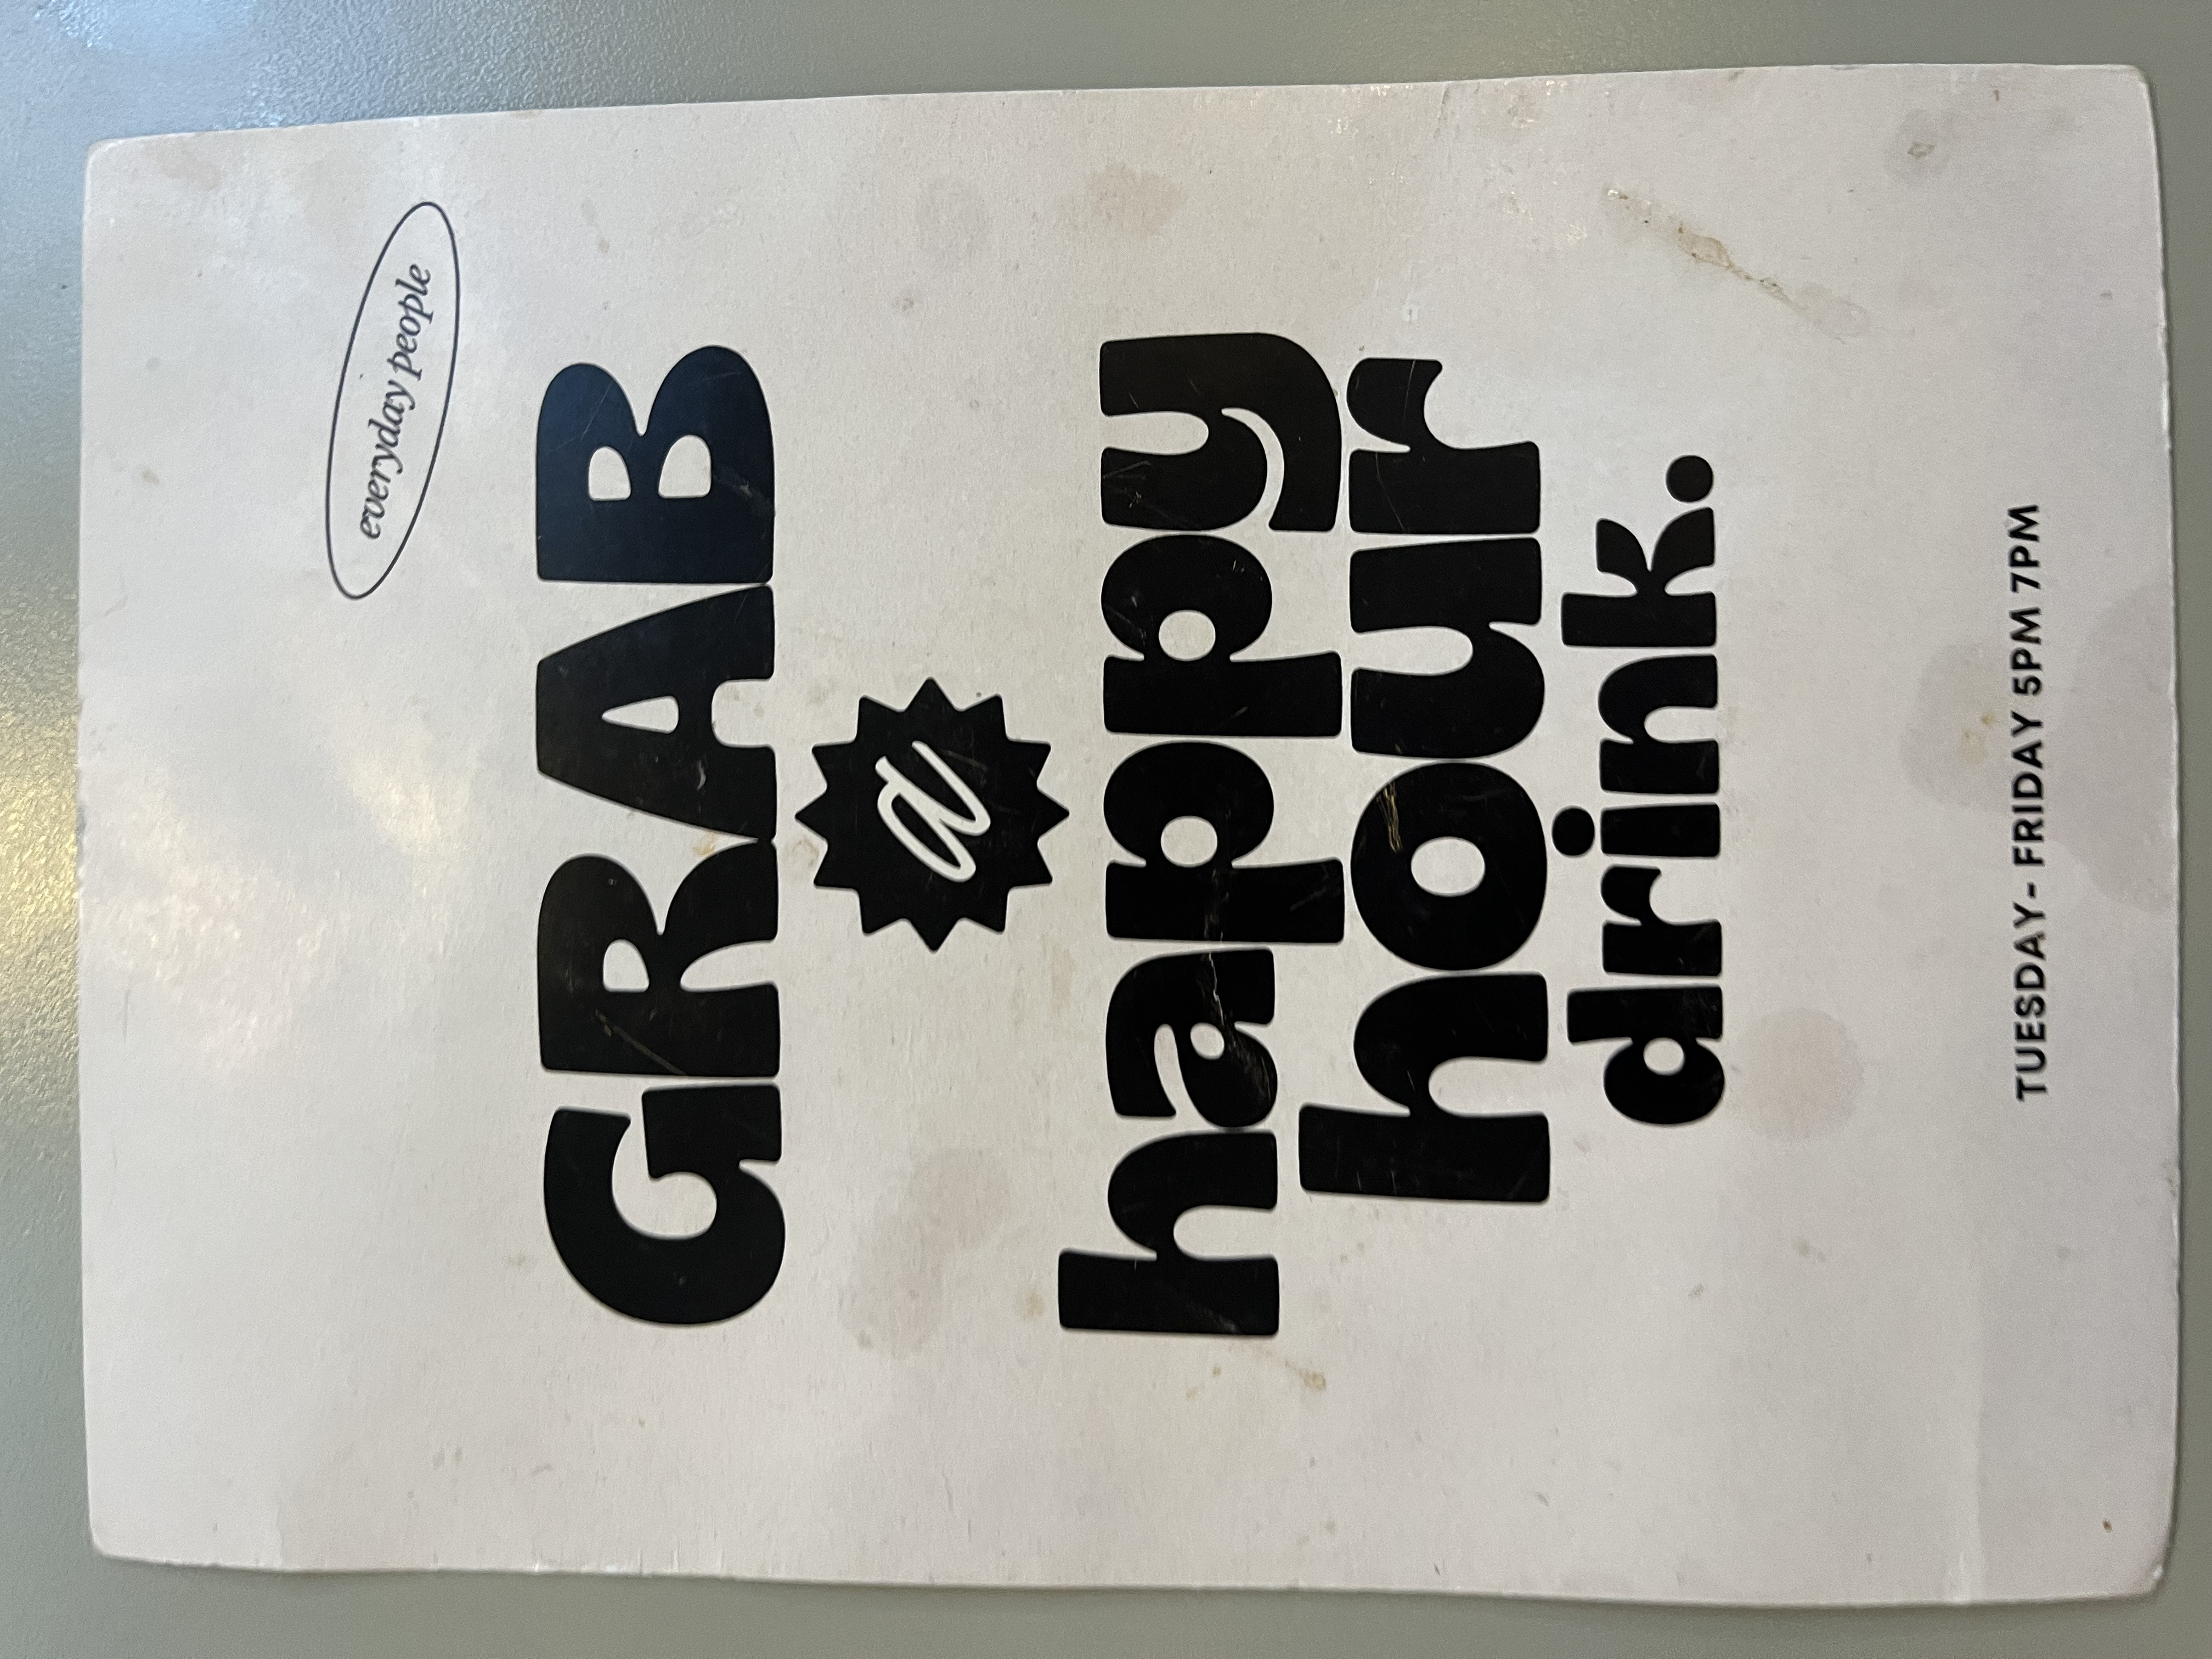 everyday people
GRAB
a
happy
hour
drink.
TUESDAY- FRIDAY 5PM 7PM